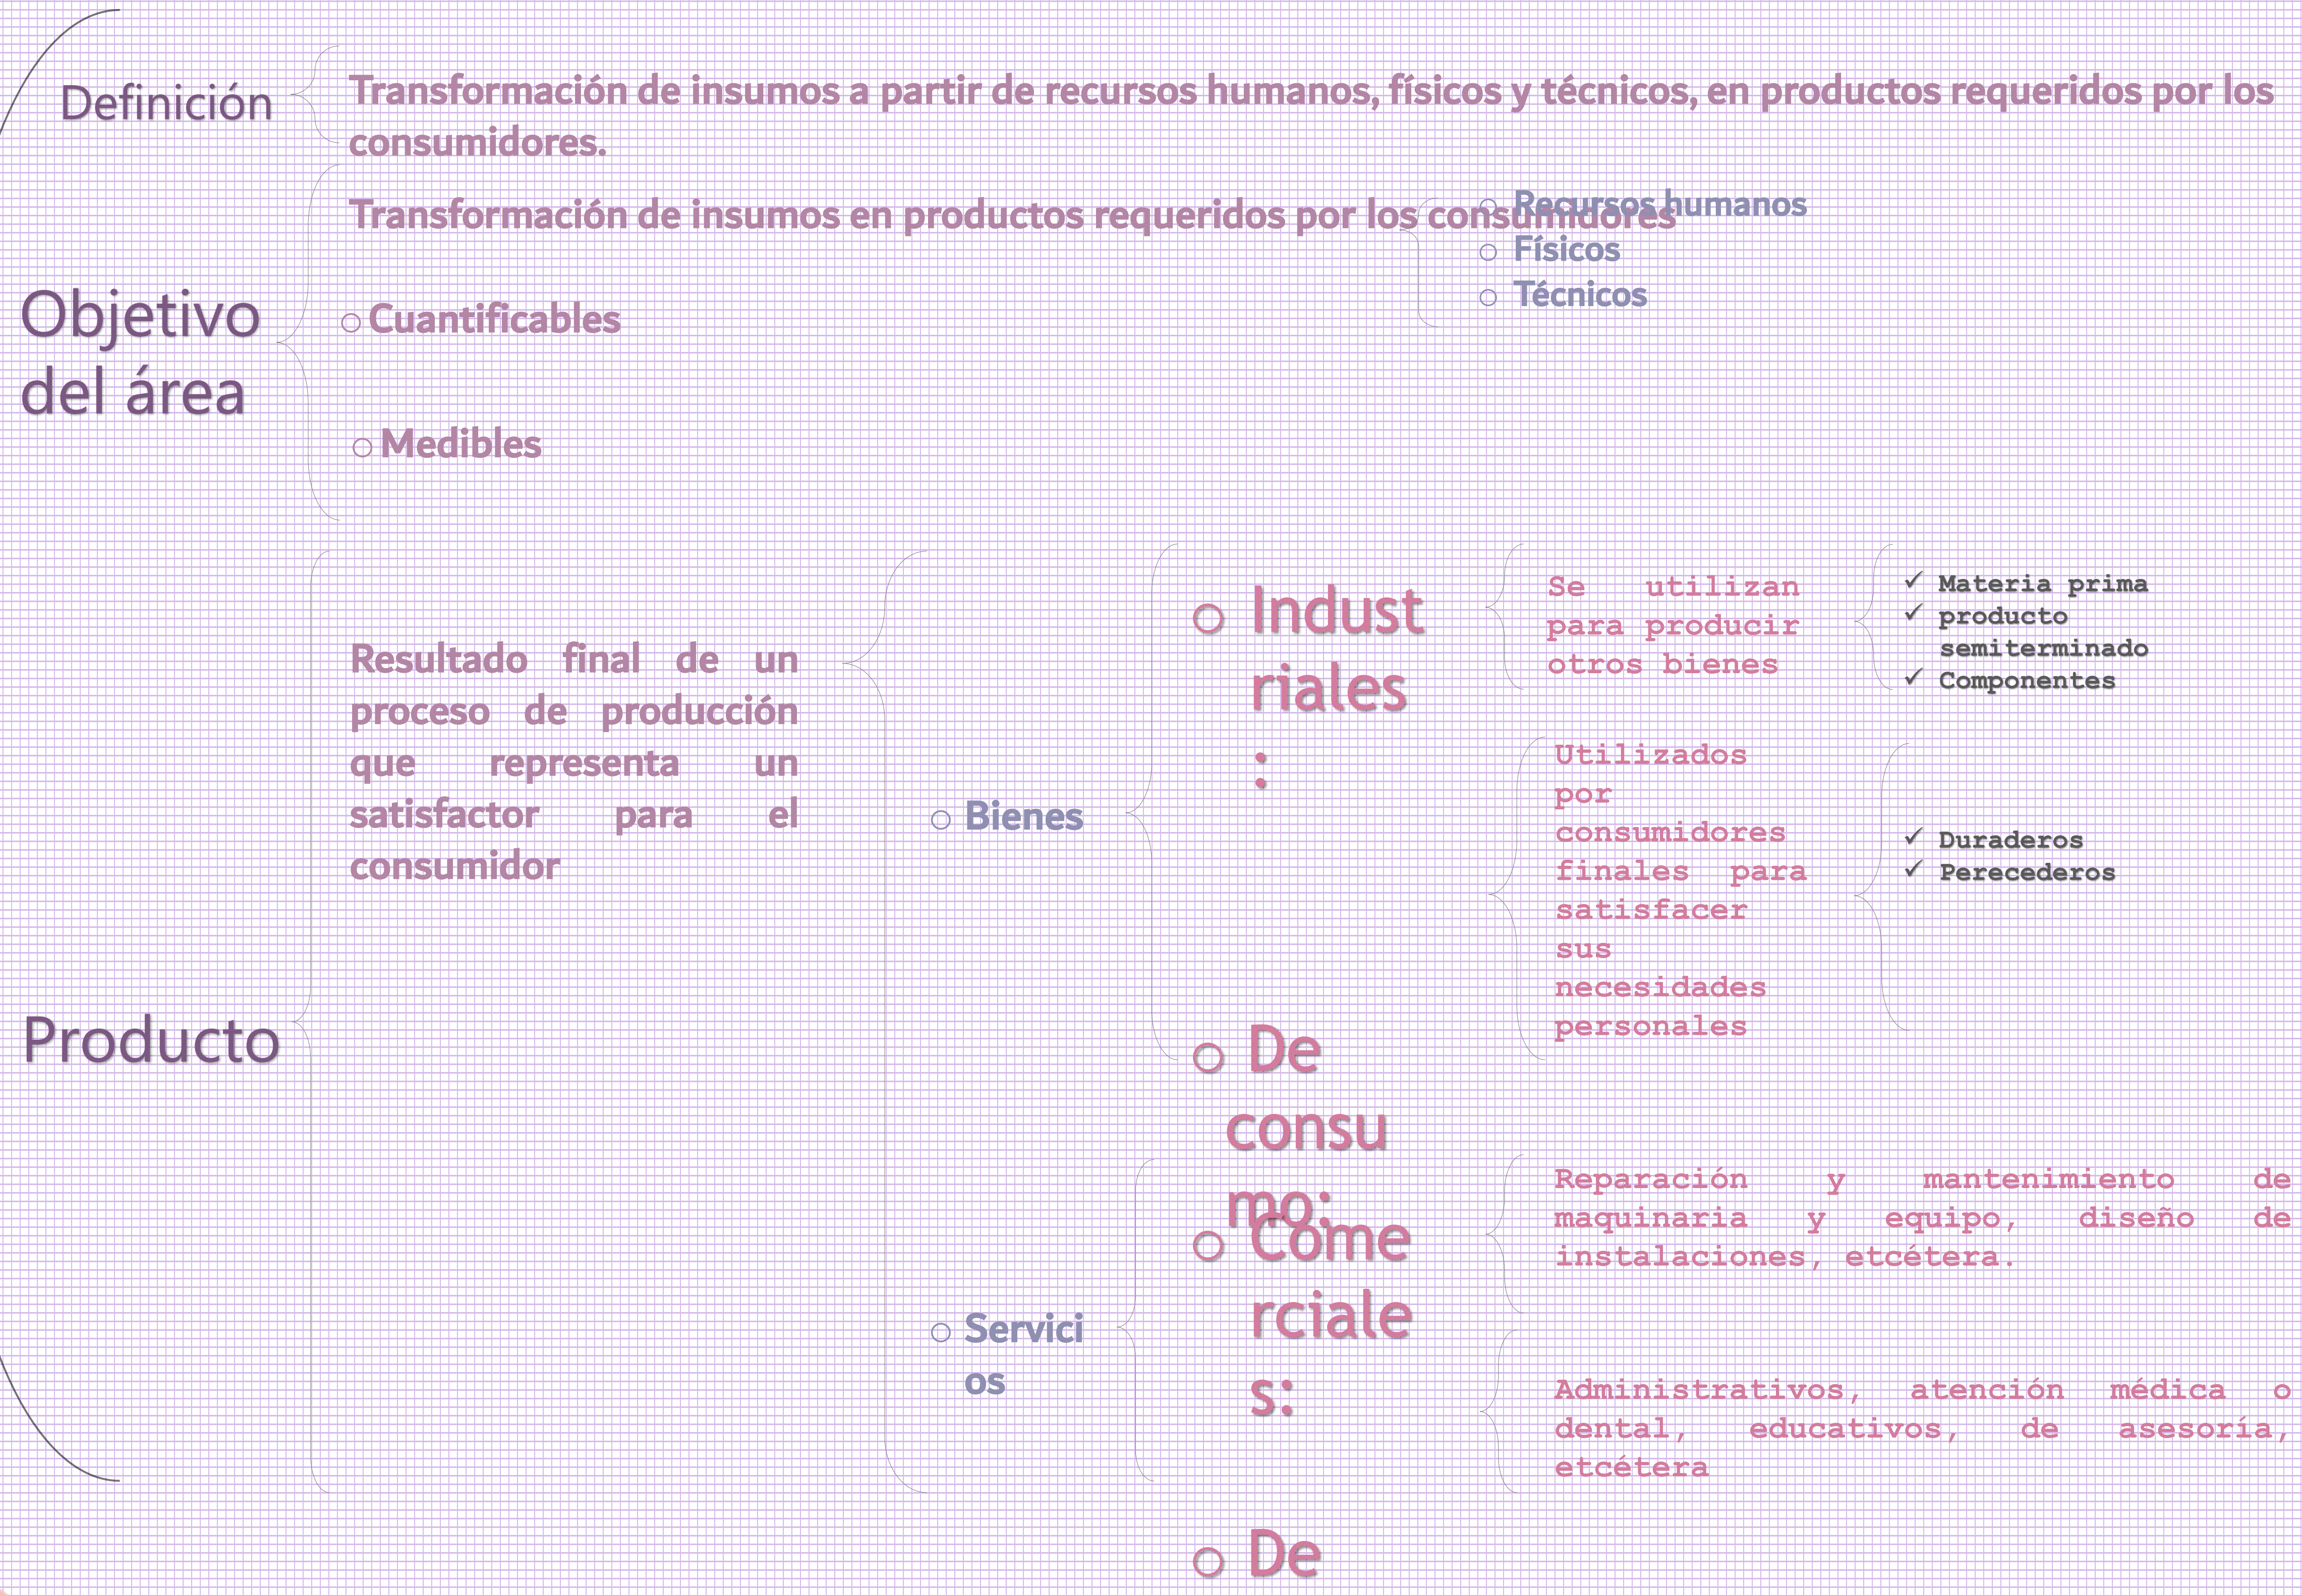 Definición
Transformación de insumos a partir de recursos humanos, físicos y técnicos, en productos requeridos por los
consumidores.
Objetivo
del área
Transformación de insumos en productos requeridos por los consumidores
Recursos humanos
Físicos
Técnicos
Cuantificables
Medibles
Producto
Resultado final de un
proceso de producción
que representa un
satisfactor para el
consumidor
Bienes
Indust
riales
:
Se utilizan
para producir
otros bienes
✓ Materia prima
✓ producto
semiterminado
✓ Componentes
De
consu
mo:
Utilizados
por
consumidores
finales para
satisfacer
sus
necesidades
personales
✓ Duraderos
✓ Perecederos
Servici
os
Come
rciale
s:
Reparación y mantenimiento de
maquinaria y equipo, diseño de
instalaciones, etcétera.
De
Administrativos, atención médica o
dental, educativos, de asesoría,
etcétera